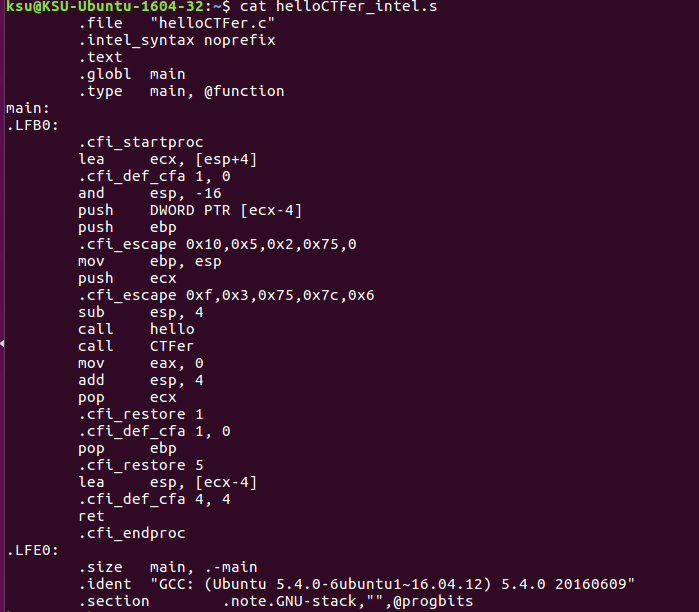 ksu@KSU-Ubuntu-1604-32:~$ cat helloCTFer_intel.s
.file "helloCTFer.c"
.intel_syntax noprefix
.text
.globl main
.type main, @function
main:
.LFB0:
.cfi_startproc
lea ecx, [esp+4]
.cfi_def_cfa 1, 0
and esp, -16
push DWORD PTR [ecx-4]
push ebp
.cfi_escape 0x10,0x5,0x2,0x75,0
mov ebp, esp
push ecx
.cfi_escape 0xf,0x3,0x75,0x7c,0x6
sub esp, 4
call hello
call CTFer
mov eax, 0
add esp, 4
pop ecx
.cfi_restore 1
.cfi_def_cfa 1, 0
pop ebp
.cfi_restore 5
lea esp, [ecx-4]
.cfi_def_cfa 4, 4
ret
.cfi_endproc
.LFE0:
.size main, .-main
.ident "GCC: (Ubuntu 5.4.0-6ubuntu1~16.04.12) 5.4.0 20160609"
.section .note.GNU-stack,"",@progbits